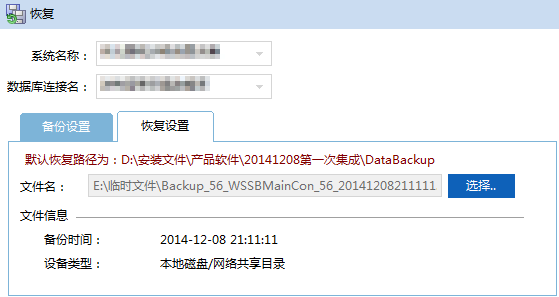 恢复
系统名称：
数据库连接名：
备份设置 恢复设置
默认恢复路径为：D:\安装文件\产品软件\20141208第一次集成\DataBackup
文件名： E:\临时文件\Backup_56_WSSBMainCon_56_20141208211111 选择..
文件信息
备份时间： 2014-12-08 21:11:11
设备类型： 本地磁盘/网络共享目录